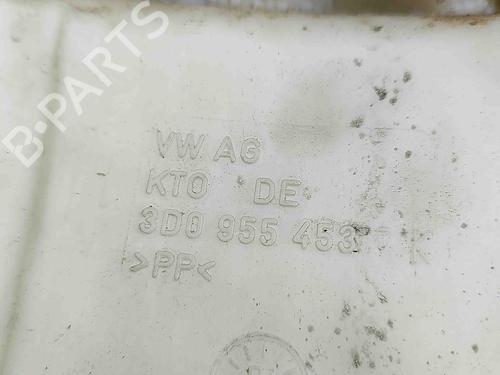 B-PARTS
VW AG
KTO DE
3D0 955 453 R
>PP<